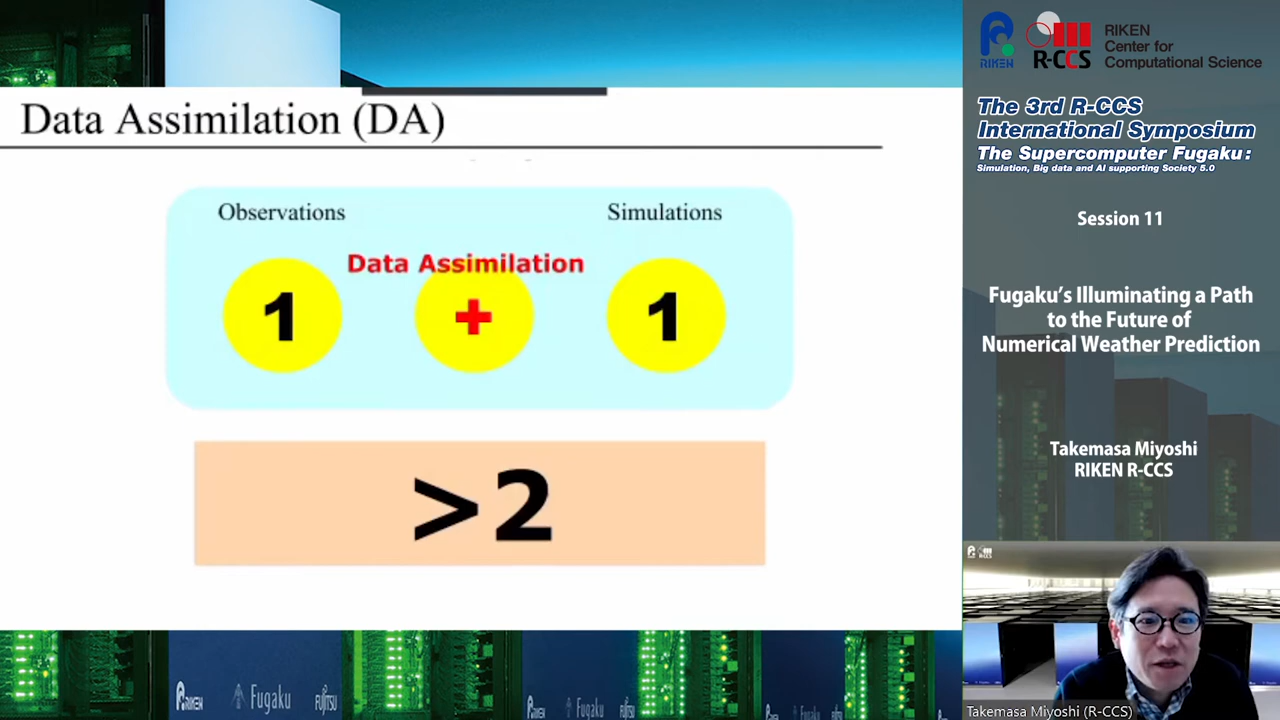 Data Assimilation (DA)
Observations
Simulations
Data Assimilation
1
+
1
>2
RIKEN
Fugaku
FUJITSU
RIKEN
Fugaku
FUJITSU
RIKEN
RIKEN
R-CCS
RIKEN
Center for
Computational Science
The 3rd R-CCS
International Symposium
The Supercomputer Fugaku:
Simulation, Big data and AI supporting Society 5.0
Session 11
Fugaku's Illuminating a Path
to the Future of
Numerical Weather Prediction
Takemasa Miyoshi
RIKEN R-CCS
Takemasa Miyoshi (R-CCS)